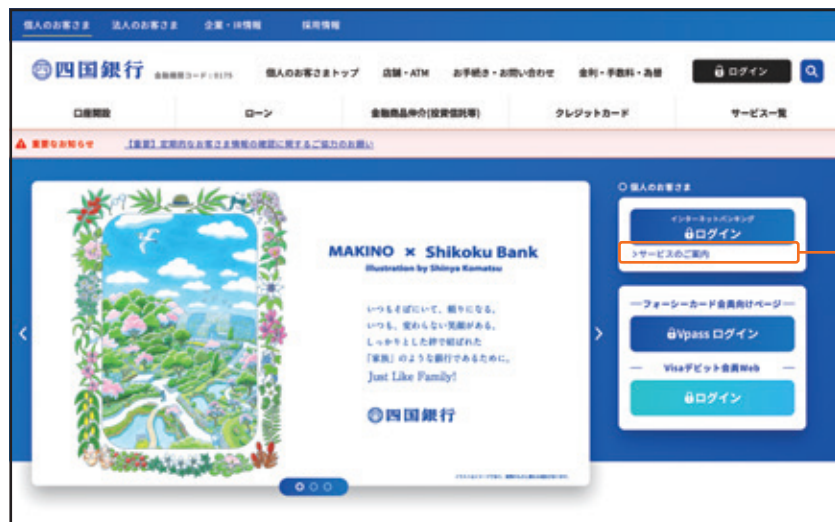 個人のお客さま 法人のお客さま 企業・IR情報 採用情報
四国銀行 金融機関コード:0175 個人のお客さまトップ 店舗・ATM お手続き・お問い合わせ 金利・手数料・為替 ログイン
口座開設 ローン 金融商品仲介(投資信託等) クレジットカード サービス一覧
重要なお知らせ 【重要】定期的なお客さま情報の確認に関するご協力のお願い
MAKINO × Shikoku Bank
Illustration by Shinya Komatsu
いつもそばにいて、頼りになる。
いつも、変わらない笑顔がある。
しっかりとした絆で結ばれた
「家族」のような銀行であるために。
Just Like Family!
四国銀行
個人のお客さま
インターネットバンキング
ログイン
>サービスのご案内
フォーシーカード会員向けページ
Vpass ログイン
Visaデビット会員Web
ログイン